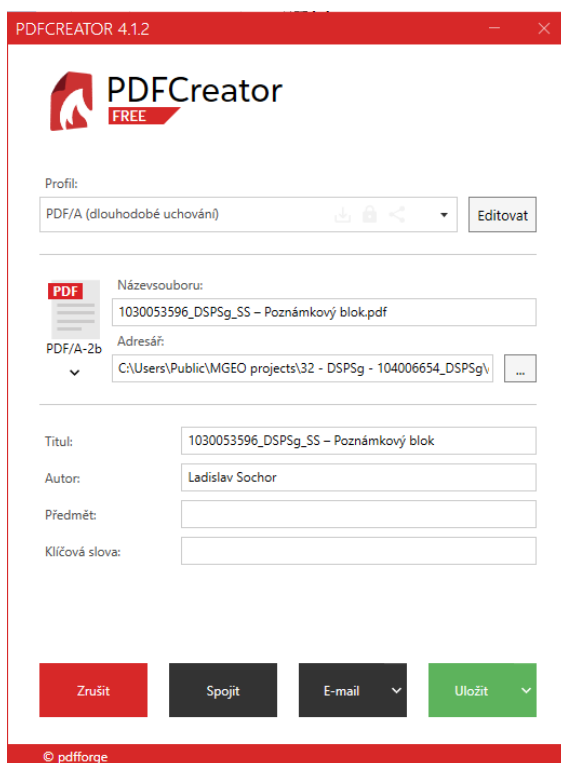 PDFCREATOR 4.1.2
PDFCreator
FREE
Profil:
PDF/A (dlouhodobé uchování)
Editovat
PDF
Názevsouboru:
1030053596_DSPSg_SS – Poznámkový blok.pdf
PDF/A-2b
Adresář:
C:\Users\Public\MGEO projects\32 - DSPSg - 104006654_DSPSg\
...
Titul:
1030053596_DSPSg_SS – Poznámkový blok
Autor:
Ladislav Sochor
Předmět:
Klíčová slova:
Zrušit
Spojit
E-mail
Uložit
© pdfforge